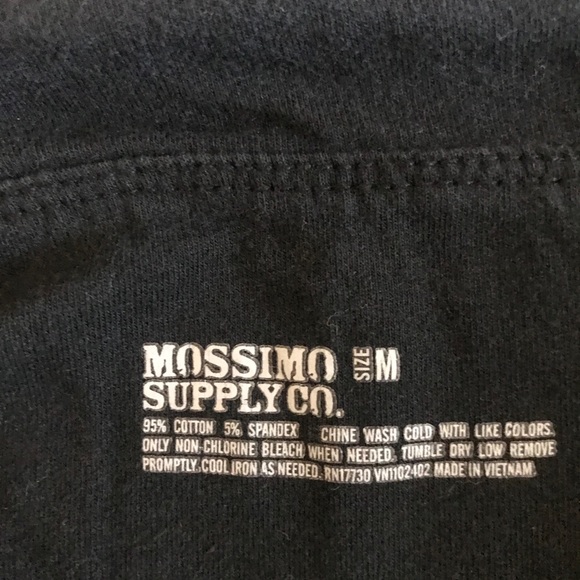 MOSSIMO
SUPPLY CO.
SIZE M
95% COTTON 5% SPANDEX CHINE WASH COLD WITH LIKE COLORS.
ONLY NON-CHLORINE BLEACH WHEN NEEDED. TUMBLE DRY LOW REMOVE
PROMPTLY. COOL IRON AS NEEDED. RN17730 VN1102402 MADE IN VIETNAM